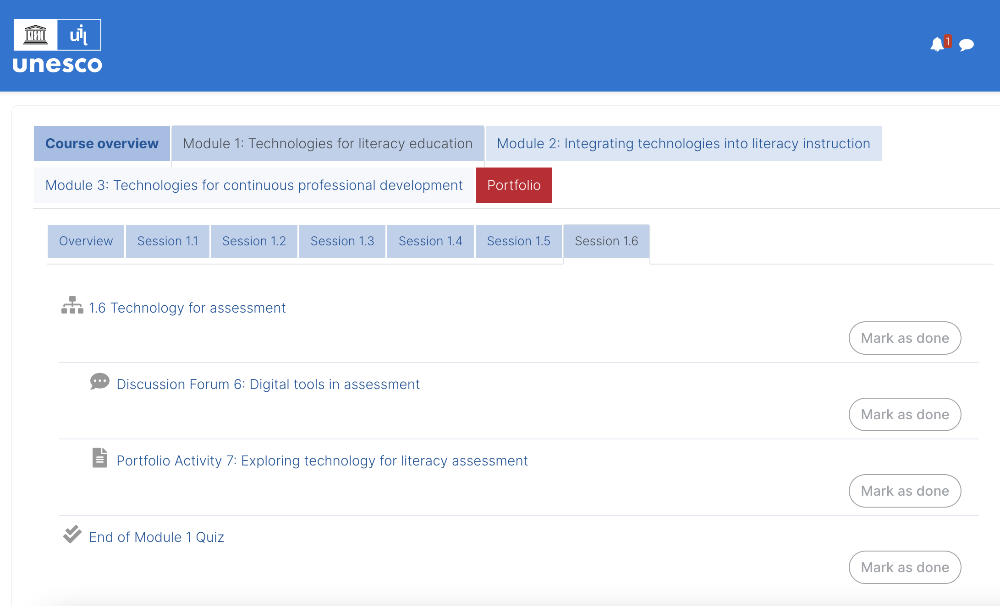 UNESCO
uil
unesco
1
Course overview
Module 1: Technologies for literacy education
Module 2: Integrating technologies into literacy instruction
Module 3: Technologies for continuous professional development
Portfolio
Overview
Session 1.1
Session 1.2
Session 1.3
Session 1.4
Session 1.5
Session 1.6
1.6 Technology for assessment
Mark as done
Discussion Forum 6: Digital tools in assessment
Mark as done
Portfolio Activity 7: Exploring technology for literacy assessment
Mark as done
End of Module 1 Quiz
Mark as done